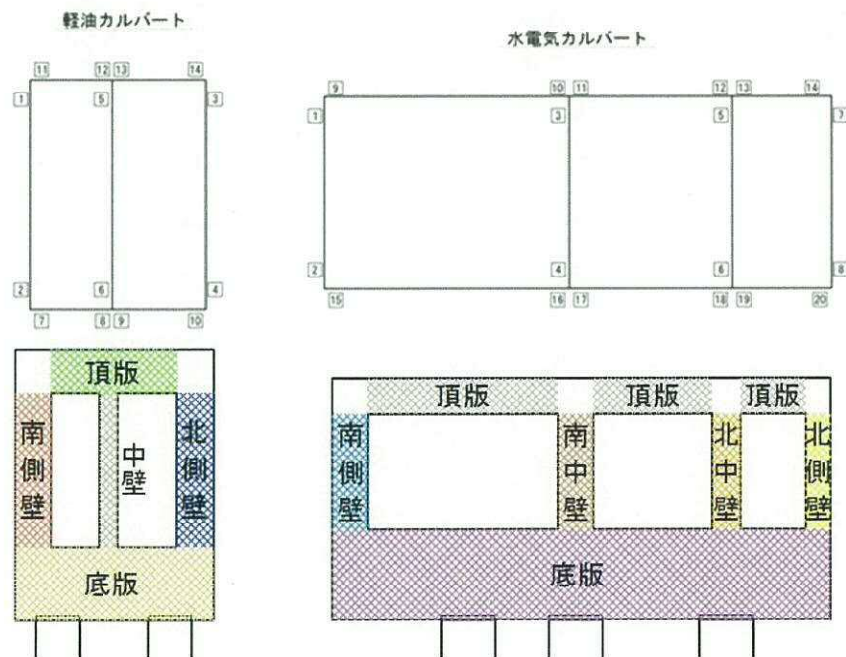 軽油カルバート
水電気カルバート
11 12 13 14
1 5 3
2 6 4
7 8 9 10
9 10 11 12 13 14
1 3 5 7
2 4 6 8
15 16 17 18 19 20
頂版
南側壁
中壁
北側壁
底版
頂版 頂版 頂版
南側壁
南中壁
北中壁
北側壁
底版